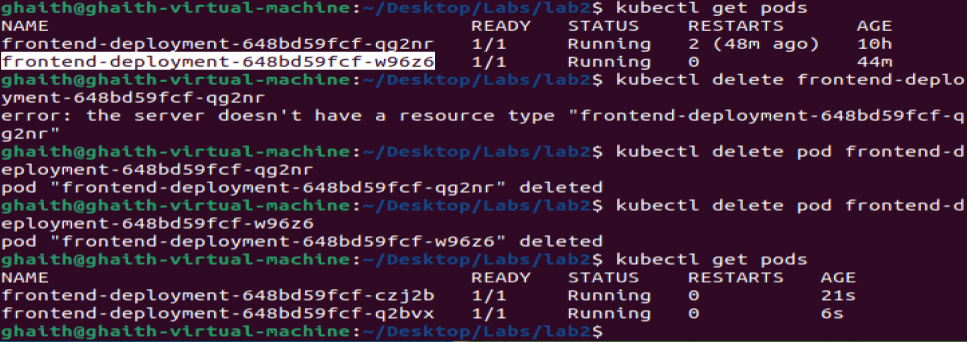 ghaith@ghaith-virtual-machine:~/Desktop/Labs/lab2$ kubectl get pods
NAME READY STATUS RESTARTS AGE
frontend-deployment-648bd59fcf-qg2nr 1/1 Running 2 (48m ago) 10h
frontend-deployment-648bd59fcf-w96z6 1/1 Running 0 44m
ghaith@ghaith-virtual-machine:~/Desktop/Labs/lab2$ kubectl delete frontend-deplo
yment-648bd59fcf-qg2nr
error: the server doesn't have a resource type "frontend-deployment-648bd59fcf-q
g2nr"
ghaith@ghaith-virtual-machine:~/Desktop/Labs/lab2$ kubectl delete pod frontend-d
eployment-648bd59fcf-qg2nr
pod "frontend-deployment-648bd59fcf-qg2nr" deleted
ghaith@ghaith-virtual-machine:~/Desktop/Labs/lab2$ kubectl delete pod frontend-d
eployment-648bd59fcf-w96z6
pod "frontend-deployment-648bd59fcf-w96z6" deleted
ghaith@ghaith-virtual-machine:~/Desktop/Labs/lab2$ kubectl get pods
NAME READY STATUS RESTARTS AGE
frontend-deployment-648bd59fcf-czj2b 1/1 Running 0 21s
frontend-deployment-648bd59fcf-q2bvx 1/1 Running 0 6s
ghaith@ghaith-virtual-machine:~/Desktop/Labs/lab2$